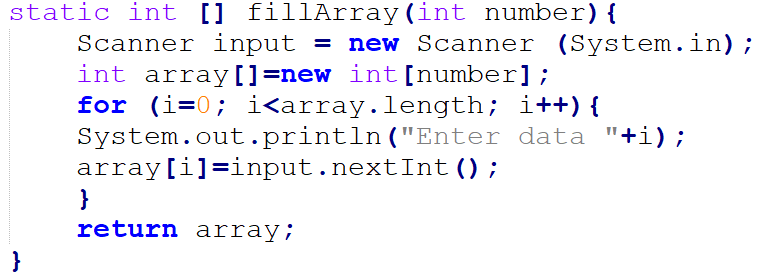 static int [] fillArray(int number){
Scanner input = new Scanner (System.in);
int array[]=new int[number];
for (i=0; i<array.length; i++){
System.out.println("Enter data "+i);
array[i]=input.nextInt();
}
return array;
}